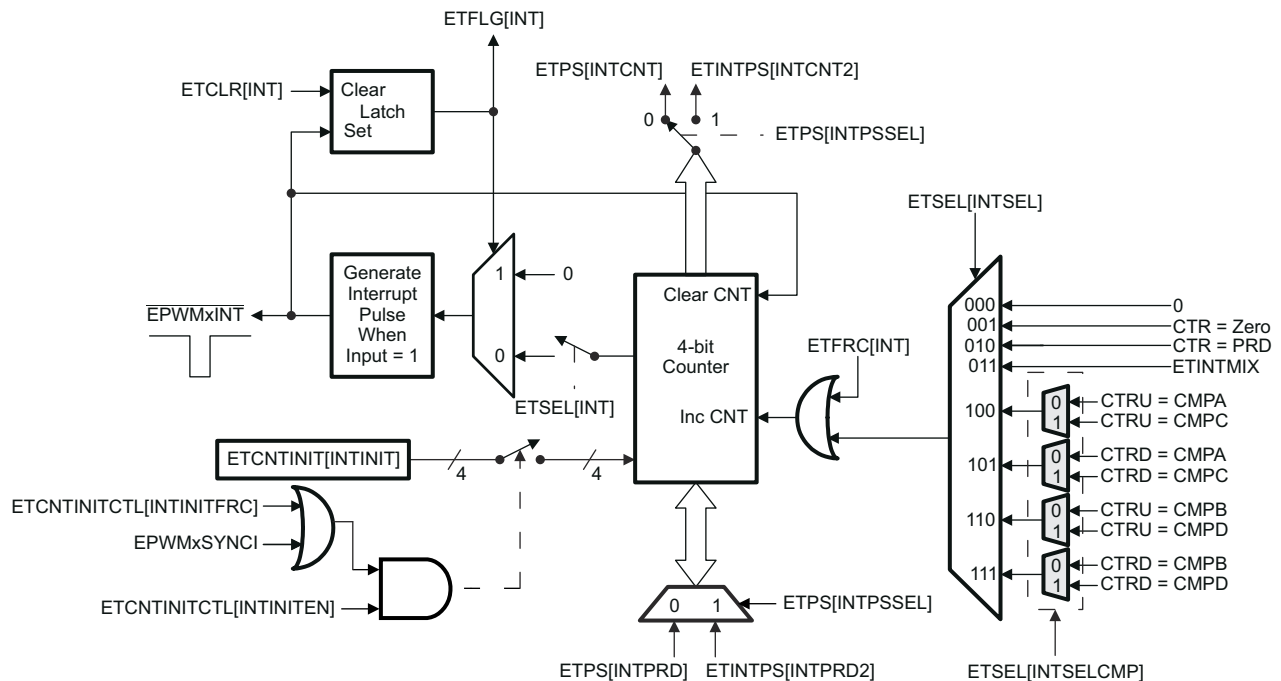 ETFLG[INT]
ETCLR[INT]
Clear
Latch
Set
ETPS[INTCNT]
ETINTPS[INTCNT2]
0
1
ETPS[INTPSSEL]
ETSEL[INTSEL]
Generate
Interrupt
Pulse
When
Input = 1
EPWMxINT
1
0
0
ETSEL[INT]
Clear CNT
4-bit
Counter
Inc CNT
ETFRC[INT]
000
001
010
011
100
101
110
111
0
CTR = Zero
CTR = PRD
ETINTMIX
0
1
CTRU = CMPA
CTRU = CMPC
0
1
CTRD = CMPA
CTRD = CMPC
0
1
CTRU = CMPB
CTRU = CMPD
0
1
CTRD = CMPB
CTRD = CMPD
ETSEL[INTSELCMP]
ETCNTINIT[INTINIT]
4
4
ETCNTINITCTL[INTINITFRC]
EPWMxSYNCI
ETCNTINITCTL[INTINITEN]
0 1
ETPS[INTPSSEL]
ETPS[INTPRD]
ETINTPS[INTPRD2]